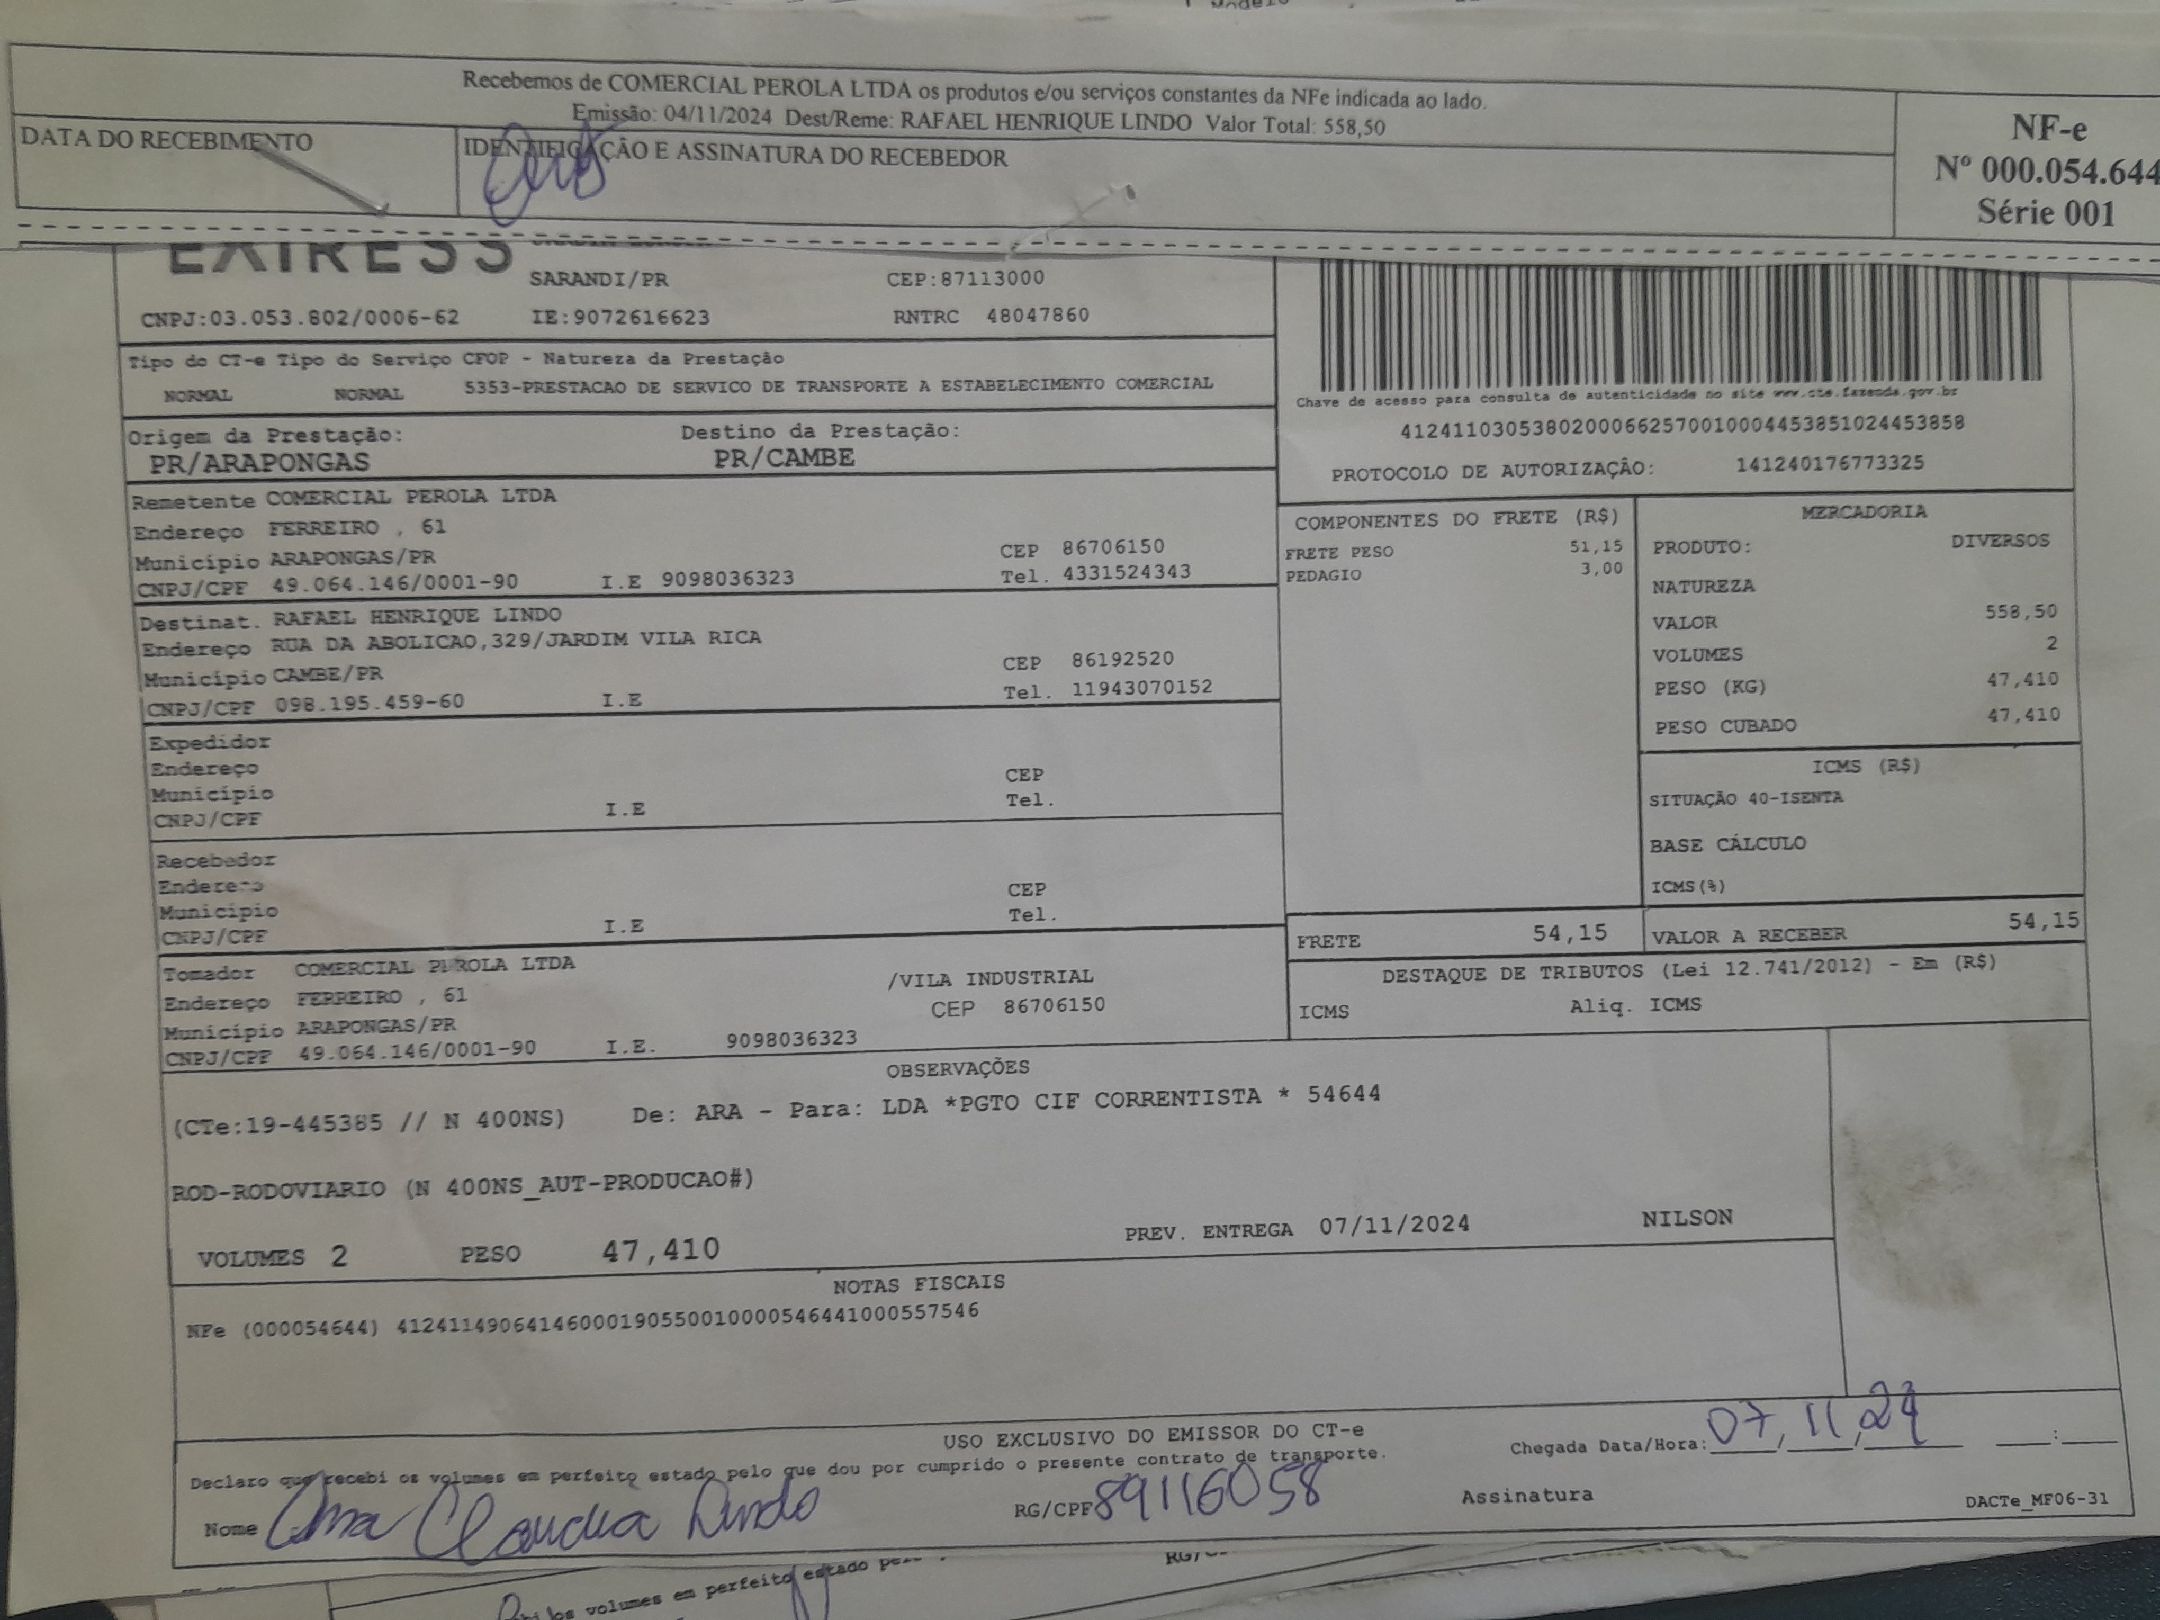 Modelo
Recebemos de COMERCIAL PEROLA LTDA os produtos e/ou serviços constantes da NFe indicada ao lado.
Emissão: 04/11/2024 Dest/Reme: RAFAEL HENRIQUE LINDO Valor Total: 558,50
DATA DO RECEBIMENTO
IDENTIFICAÇÃO E ASSINATURA DO RECEBEDOR
NF-e
Nº 000.054.644
Série 001
EXPRESS
SARANDI/PR CEP:87113000
CNPJ:03.053.802/0006-62 IE:9072616623 RNTRC 48047860
Tipo do CT-e Tipo do Serviço CFOP - Natureza da Prestação
NORMAL NORMAL 5353-PRESTACAO DE SERVICO DE TRANSPORTE A ESTABELECIMENTO COMERCIAL
Chave de acesso para consulta de autenticidade no site www.cte.fazenda.gov.br
41241103053802000662570010004453851024453858
PROTOCOLO DE AUTORIZAÇÃO: 141240176773325
Origem da Prestação: Destino da Prestação:
PR/ARAPONGAS PR/CAMBE
Remetente COMERCIAL PEROLA LTDA
Endereço FERREIRO , 61
Município ARAPONGAS/PR CEP 86706150
CNPJ/CPF 49.064.146/0001-90 I.E 9098036323 Tel. 4331524343
Destinat. RAFAEL HENRIQUE LINDO
Endereço RUA DA ABOLICAO,329/JARDIM VILA RICA
Município CAMBE/PR CEP 86192520
CNPJ/CPF 098.195.459-60 I.E Tel. 11943070152
Expedidor
Endereço
Município CEP
CNPJ/CPF I.E Tel.
Recebedor
Endereço
Município CEP
CNPJ/CPF I.E Tel.
Tomador COMERCIAL PEROLA LTDA
Endereço FERREIRO , 61 /VILA INDUSTRIAL
Município ARAPONGAS/PR CEP 86706150
CNPJ/CPF 49.064.146/0001-90 I.E. 9098036323
COMPONENTES DO FRETE (R$)
FRETE PESO 51,15
PEDAGIO 3,00
MERCADORIA
PRODUTO: DIVERSOS
NATUREZA
VALOR 558,50
VOLUMES 2
PESO (KG) 47,410
PESO CUBADO 47,410
ICMS (R$)
SITUAÇÃO 40-ISENTA
BASE CÁLCULO
ICMS(%)
FRETE 54,15 VALOR A RECEBER 54,15
DESTAQUE DE TRIBUTOS (Lei 12.741/2012) - Em (R$)
ICMS Aliq. ICMS
OBSERVAÇÕES
(CTe:19-445385 // N 400NS) De: ARA - Para: LDA *PGTO CIF CORRENTISTA * 54644
ROD-RODOVIARIO (N 400NS_AUT-PRODUCAO#)
VOLUMES 2 PESO 47,410 PREV. ENTREGA 07/11/2024 NILSON
NOTAS FISCAIS
NFe (000054644) 41241149064146000190550010000546441000557546
USO EXCLUSIVO DO EMISSOR DO CT-e
Declaro que recebi os volumes em perfeito estado pelo que dou por cumprido o presente contrato de transporte.
Chegada Data/Hora: 07, 11, 24 :
Nome Ana Claudia Lindo RG/CPF 89116058 Assinatura
DACTe_MF06-31
los volumes em perfeito estado